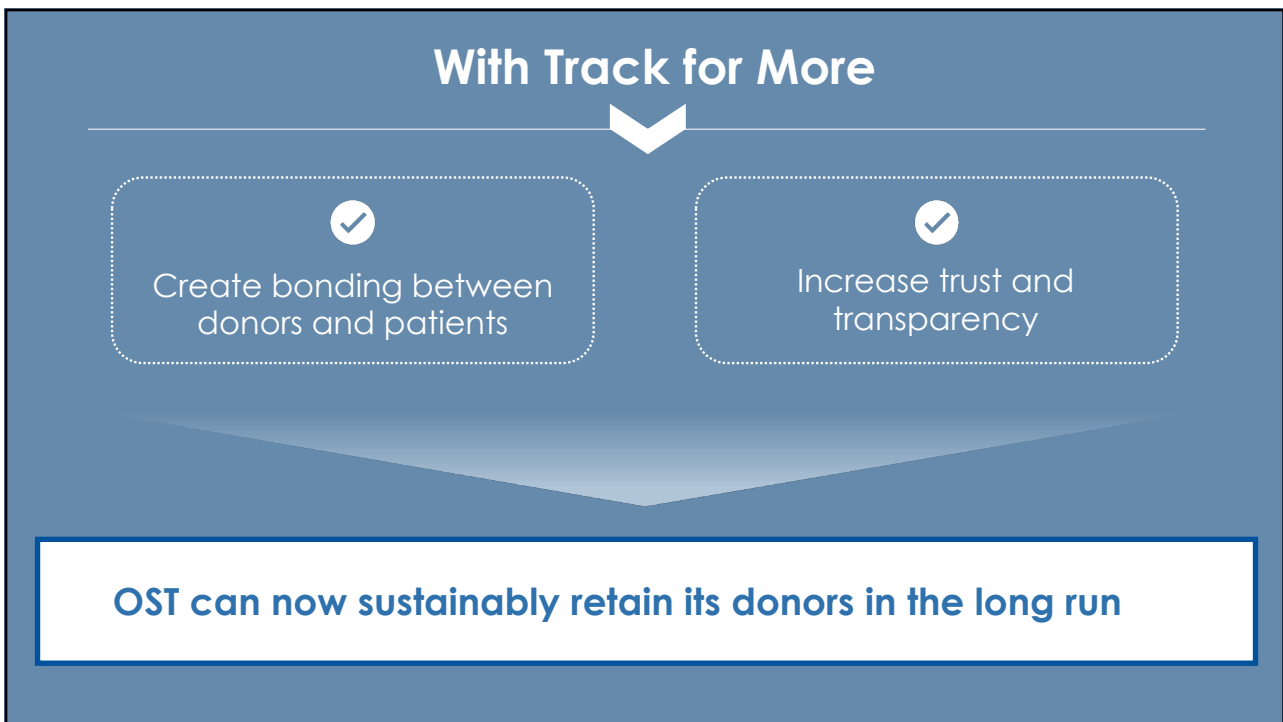 With Track for More
Create bonding between
donors and patients
Increase trust and
transparency
OST can now sustainably retain its donors in the long run